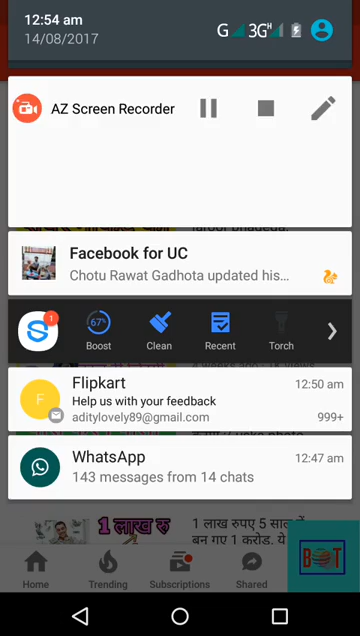 12:54 am
14/08/2017
G 3G H
AZ Screen Recorder
Facebook for UC
Chotu Rawat Gadhota updated his...
1
67%
Boost
Clean
Recent
Torch
F
Flipkart
12:50 am
Help us with your feedback
aditylovely89@gmail.com
999+
WhatsApp
12:47 am
143 messages from 14 chats
1 लाख रु
1 लाख रुपए 5 साल में
बन गए 1 करोड़. ये
Home
Trending
Subscriptions
Shared
BOT